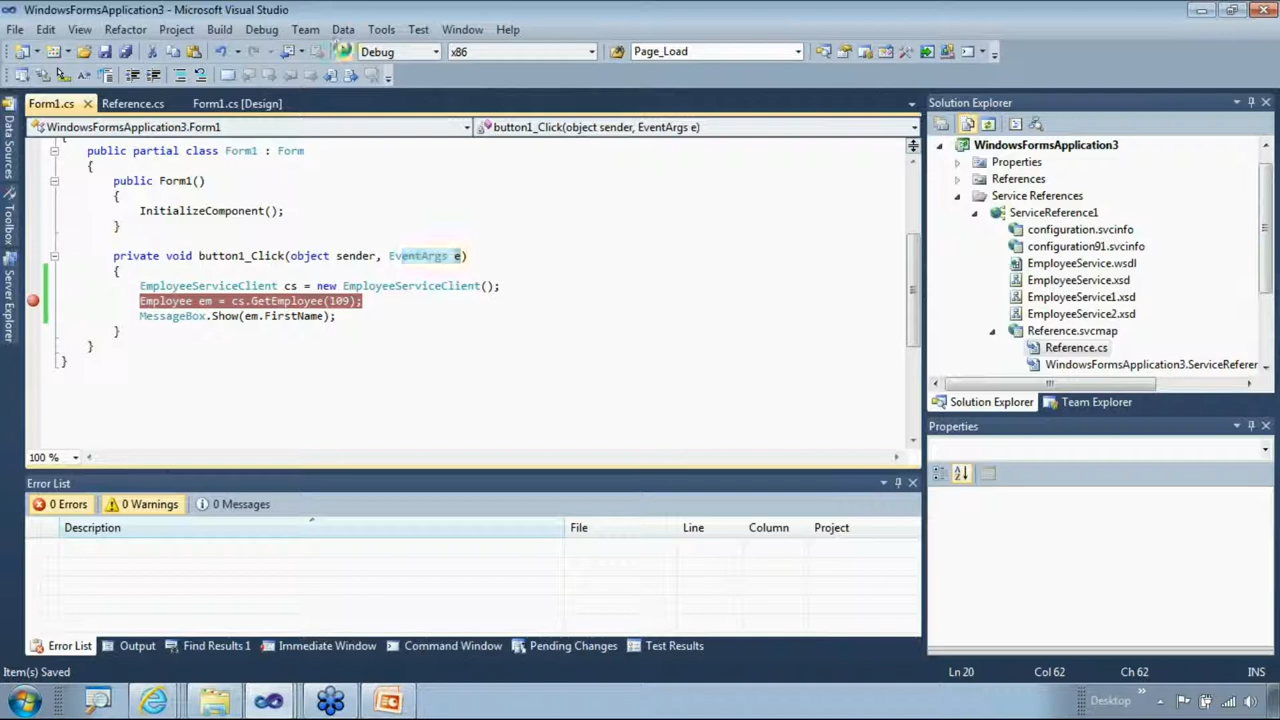 WindowsFormsApplication3 - Microsoft Visual Studio
File Edit View Refactor Project Build Debug Team Data Tools Test Window Help
Debug x86 Page_Load
Form1.cs Reference.cs Form1.cs [Design]
WindowsFormsApplication3.Form1 button1_Click(object sender, EventArgs e)
{
public partial class Form1 : Form
{
public Form1()
{
InitializeComponent();
}
private void button1_Click(object sender, EventArgs e)
{
EmployeeServiceClient cs = new EmployeeServiceClient();
Employee em = cs.GetEmployee(109);
MessageBox.Show(em.FirstName);
}
}
}
100 %
Data Sources
Toolbox
Server Explorer
Solution Explorer
WindowsFormsApplication3
Properties
References
Service References
ServiceReference1
configuration.svcinfo
configuration91.svcinfo
EmployeeService.wsdl
EmployeeService.xsd
EmployeeService1.xsd
EmployeeService2.xsd
Reference.svcmap
Reference.cs
WindowsFormsApplication3.ServiceReferer
Solution Explorer Team Explorer
Properties
Error List
0 Errors 0 Warnings 0 Messages
Description File Line Column Project
Error List Output Find Results 1 Immediate Window Command Window Pending Changes Test Results
Item(s) Saved Ln 20 Col 62 Ch 62 INS
Desktop